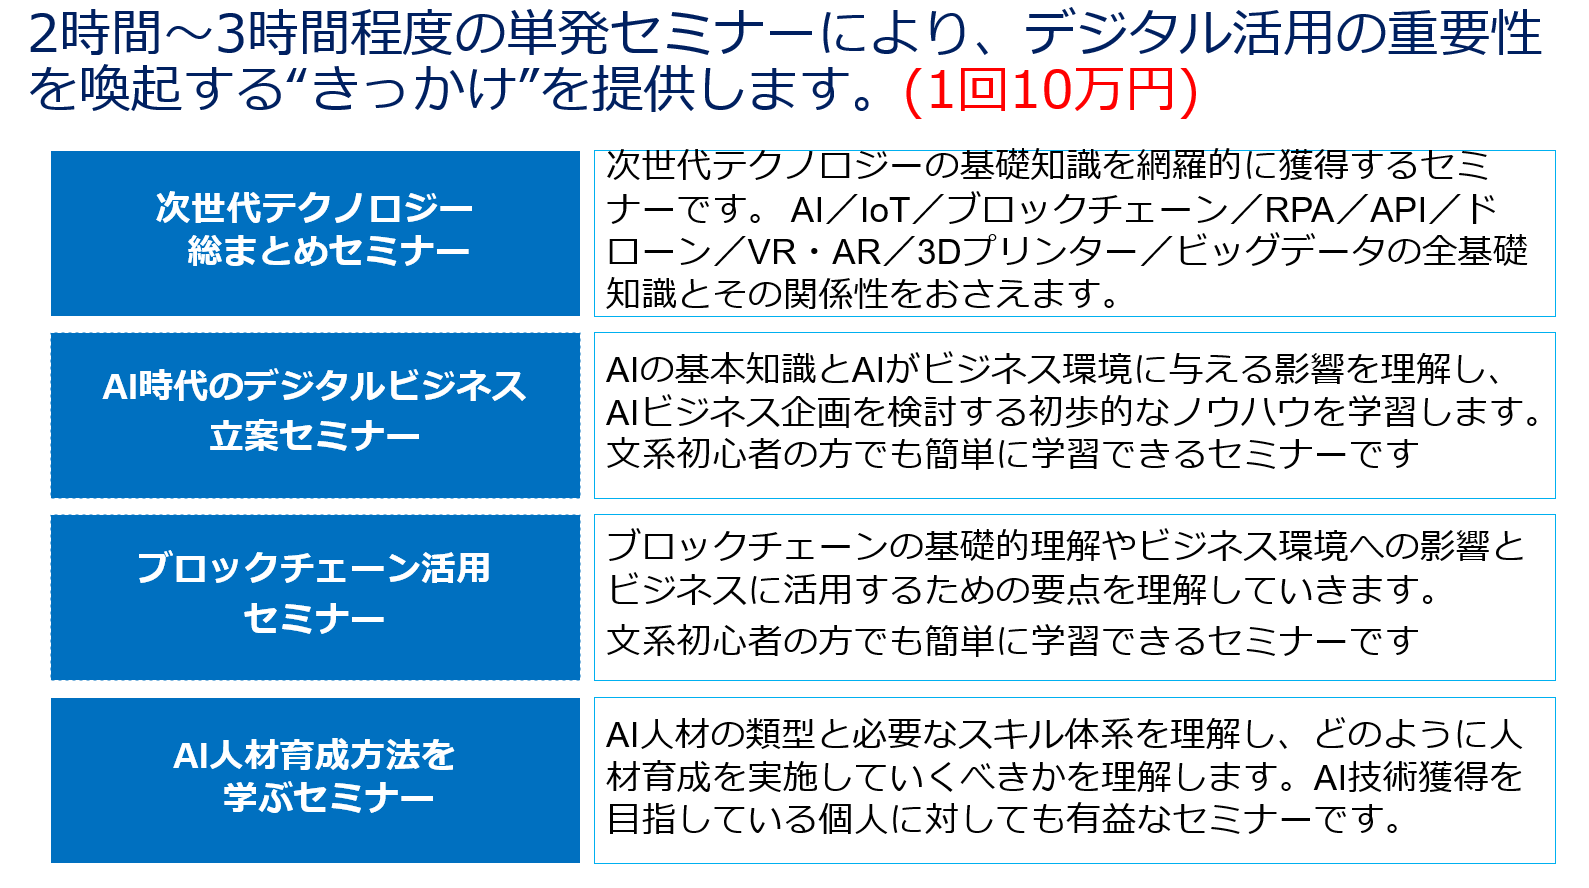 2時間～3時間程度の単発セミナーにより、デジタル活用の重要性
を喚起する“きっかけ”を提供します。(1回10万円)
次世代テクノロジー
総まとめセミナー
次世代テクノロジーの基礎知識を網羅的に獲得するセミ
ナーです。 AI／IoT／ブロックチェーン／RPA／API／ド
ローン／VR・AR／3Dプリンター／ビッグデータの全基礎
知識とその関係性をおさえます。
AI時代のデジタルビジネス
立案セミナー
AIの基本知識とAIがビジネス環境に与える影響を理解し、
AIビジネス企画を検討する初歩的なノウハウを学習します。
文系初心者の方でも簡単に学習できるセミナーです
ブロックチェーン活用
セミナー
ブロックチェーンの基礎的理解やビジネス環境への影響と
ビジネスに活用するための要点を理解していきます。
文系初心者の方でも簡単に学習できるセミナーです
AI人材育成方法を
学ぶセミナー
AI人材の類型と必要なスキル体系を理解し、どのように人
材育成を実施していくべきかを理解します。AI技術獲得を
目指している個人に対しても有益なセミナーです。